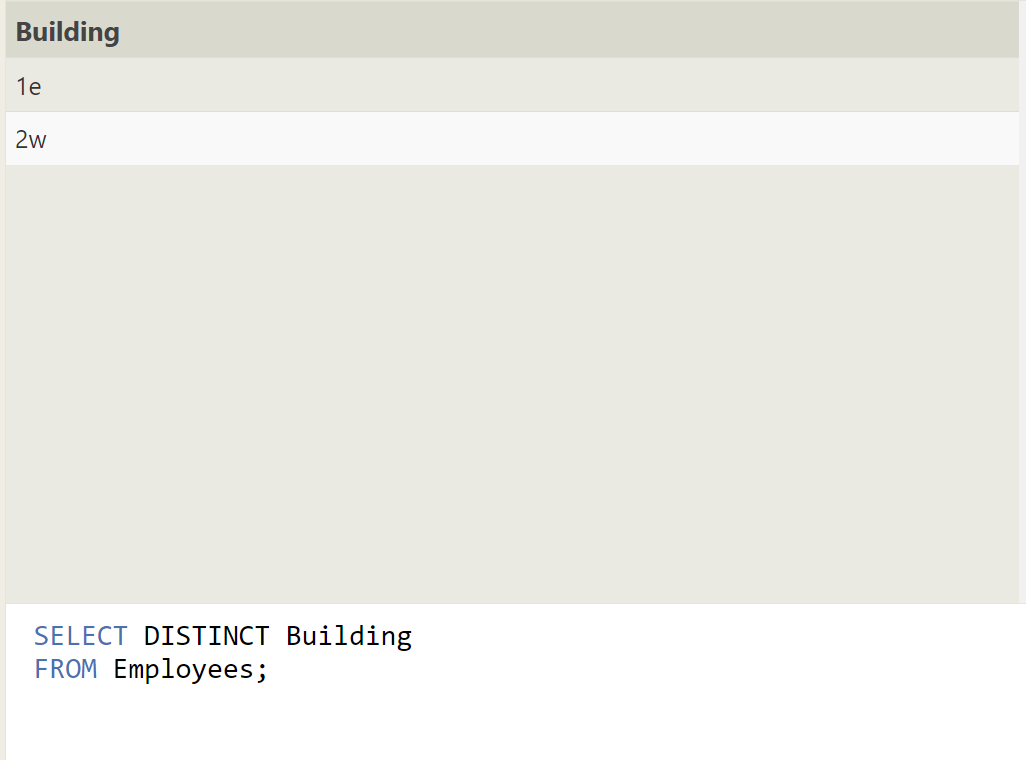 Building
1e
2w
SELECT DISTINCT Building
FROM Employees;